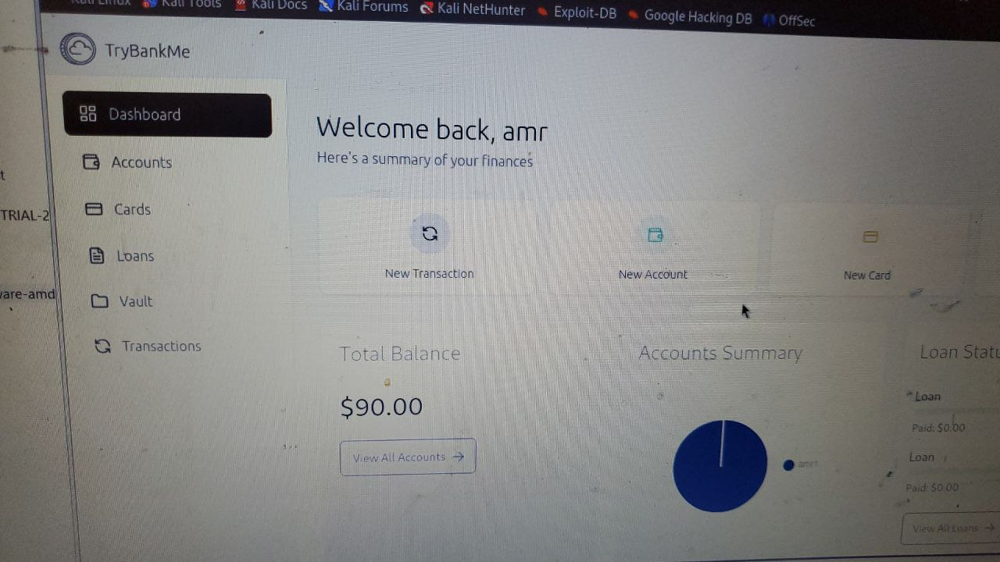 Kali Linux Kali Tools Kali Docs Kali Forums Kali NetHunter Exploit-DB Google Hacking DB OffSec
TryBankMe
Dashboard
Welcome back, amr
Here's a summary of your finances
Accounts
t
TRIAL-2
Cards
Loans
New Transaction
New Account
New Card
vare-amd
Vault
Transactions
Total Balance
Accounts Summary
Loan Statu
$90.00
Loan
Paid: $0.00
View All Accounts →
Loan
Paid: $0.00
View All Loans →